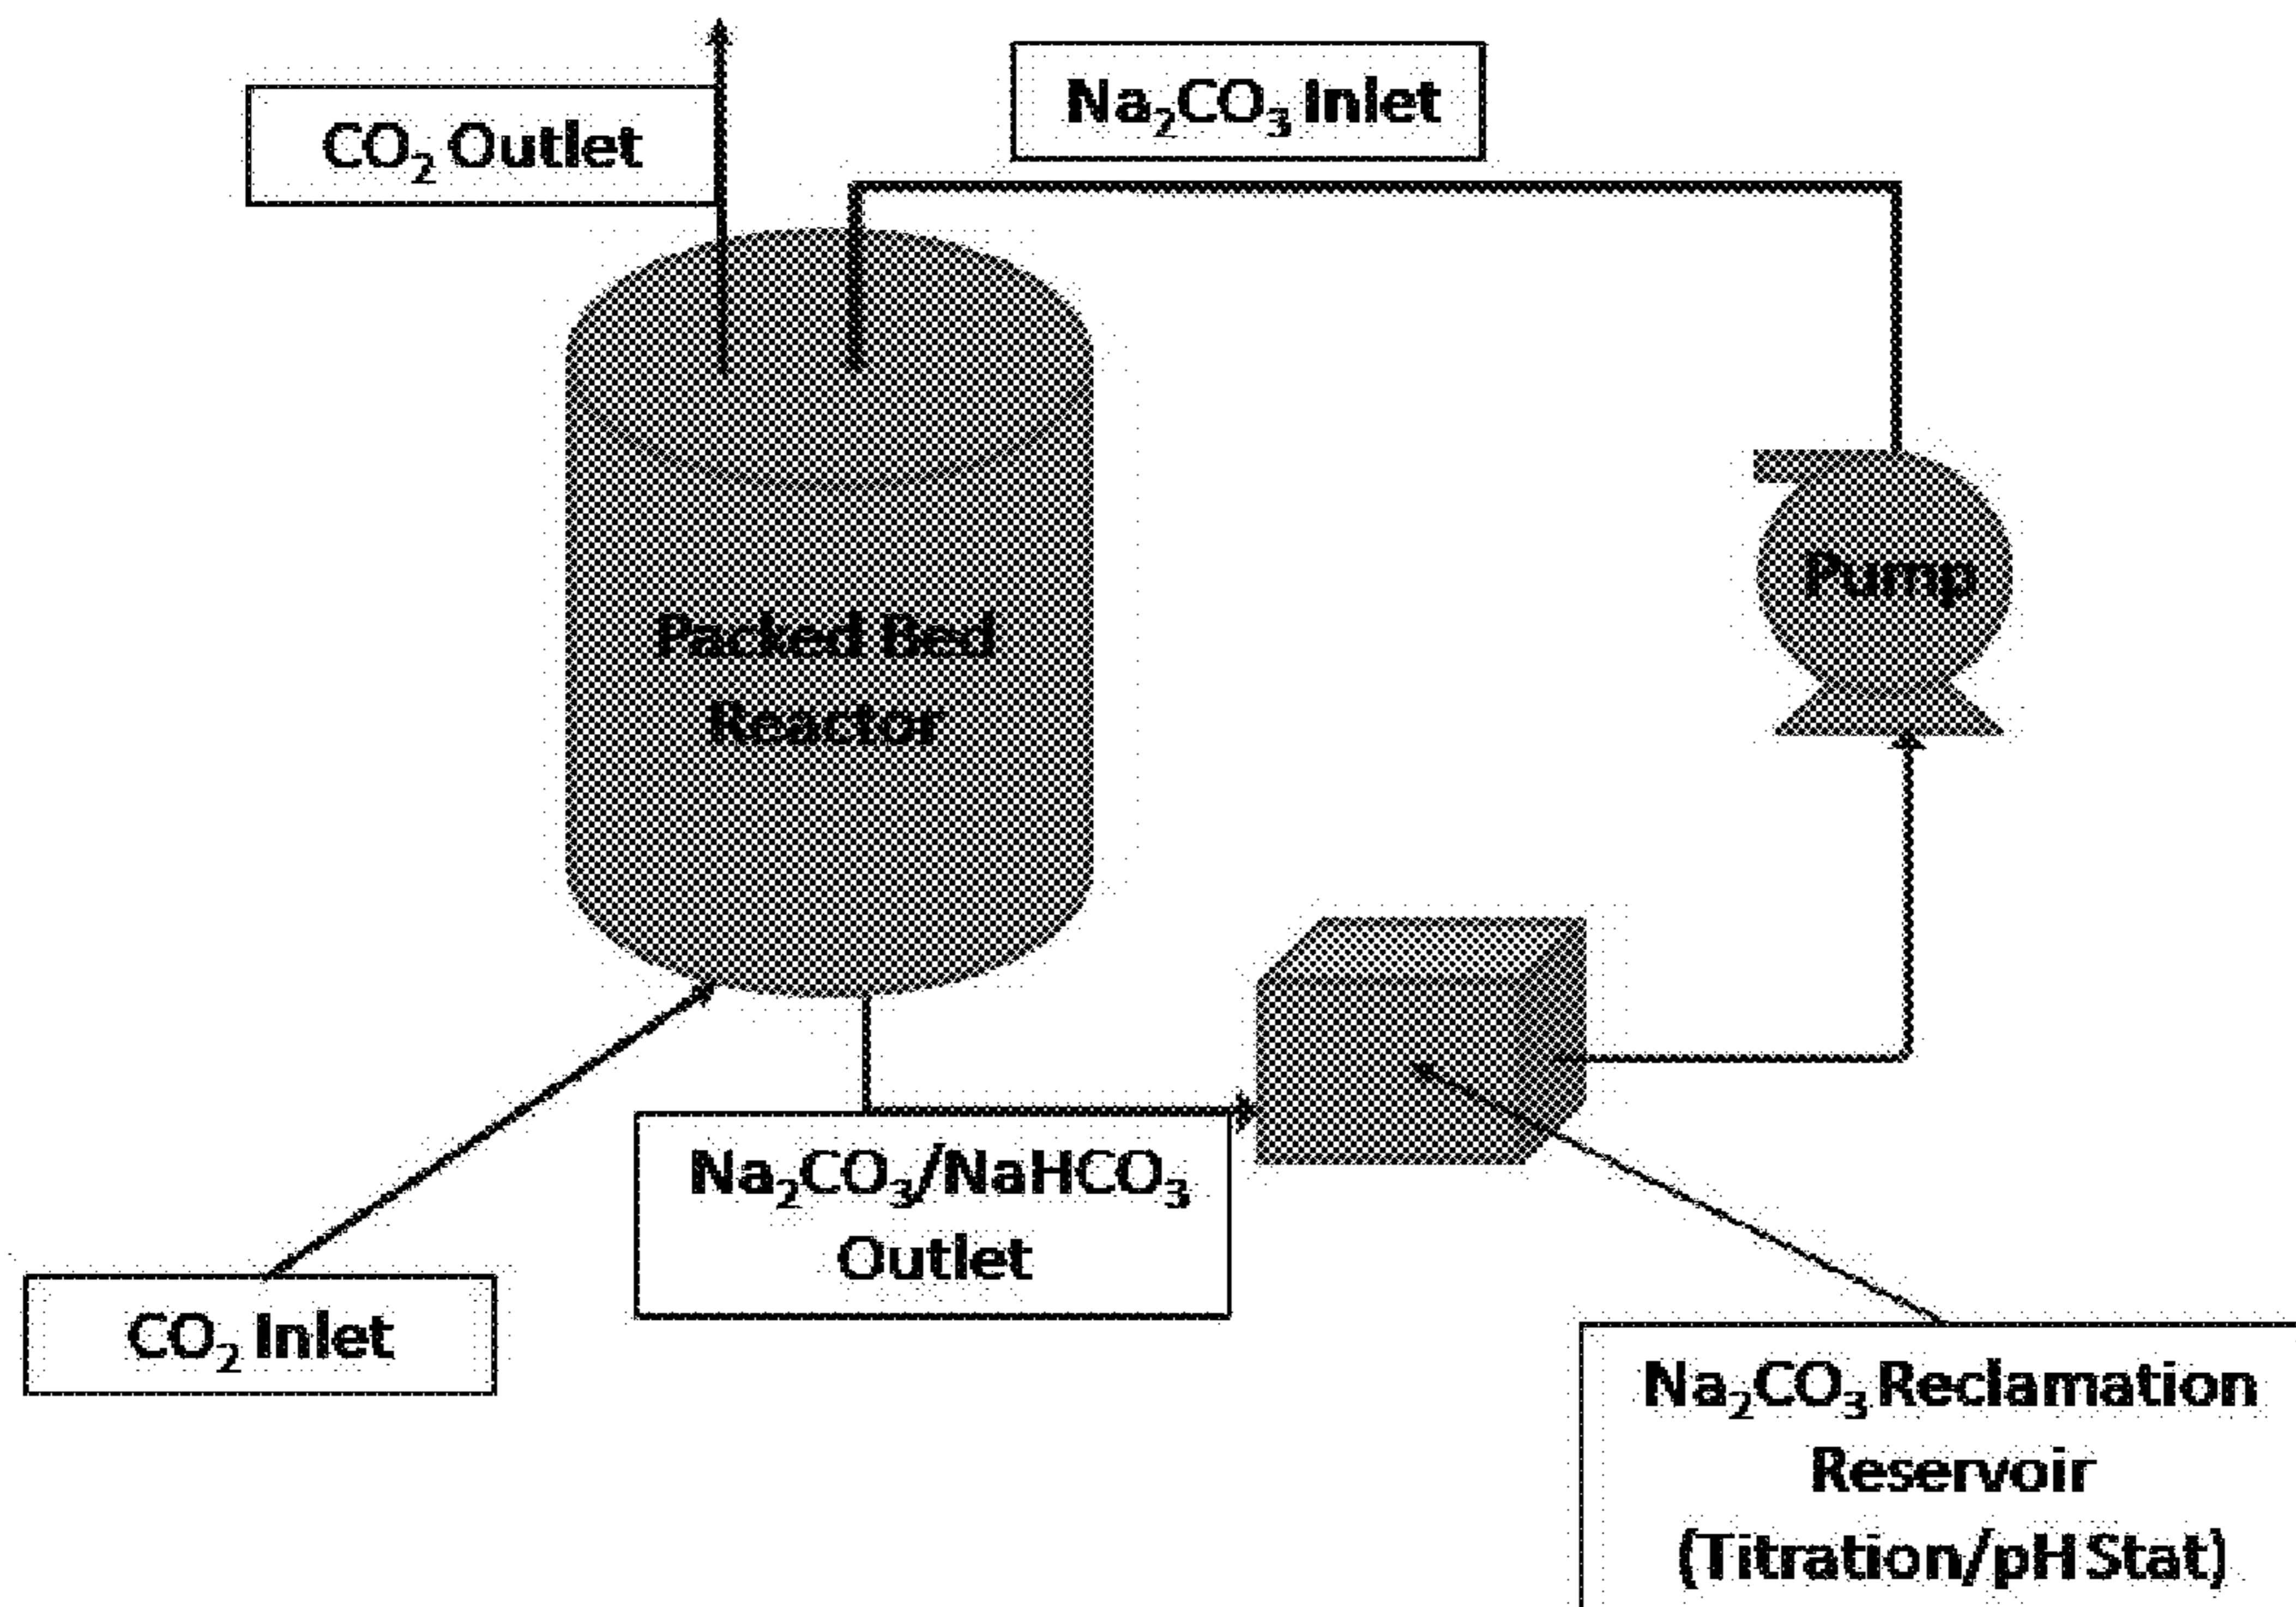 CO₂ Outlet
Na₂CO₃ Inlet
Packed Bed
Reactor
Pump
Na₂CO₃/NaHCO₃
Outlet
CO₂ Inlet
Na₂CO₃ Reclamation
Reservoir
(Titration/pH Stat)